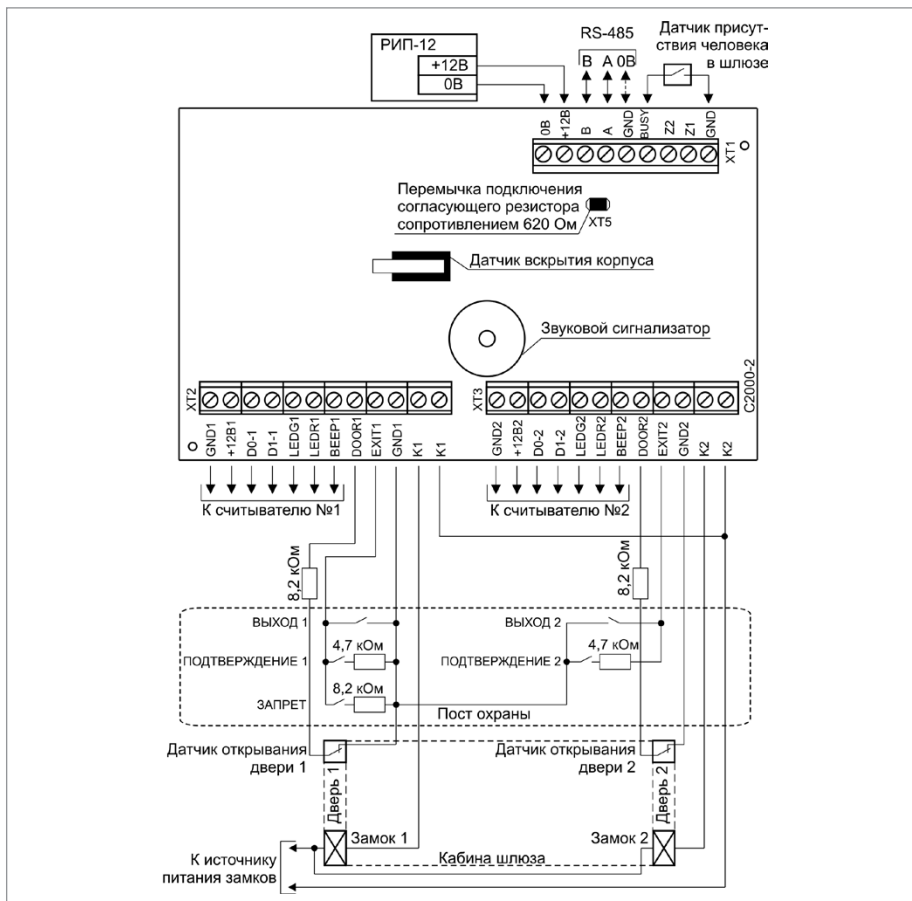 РИП-12
+12В
0В
RS-485
В А 0В
Датчик присут-
ствия человека
в шлюзе
0В
+12В
В
А
GND
BUSY
Z2
Z1
GND
XT1
Перемычка подключения
согласующего резистора
сопротивлением 620 Ом
XT5
Датчик вскрытия корпуса
Звуковой сигнализатор
XT2
XT3
С2000-2
GND1
+12В1
D0-1
D1-1
LEDG1
LEDR1
BEEP1
DOOR1
EXIT1
GND1
K1
K1
GND2
+12В2
D0-2
D1-2
LEDG2
LEDR2
BEEP2
DOOR2
EXIT2
GND2
K2
K2
К считывателю №1
К считывателю №2
8,2 кОм
8,2 кОм
ВЫХОД 1
ВЫХОД 2
4,7 кОм
4,7 кОм
ПОДТВЕРЖДЕНИЕ 1
ПОДТВЕРЖДЕНИЕ 2
8,2 кОм
ЗАПРЕТ
Пост охраны
Датчик открывания
двери 1
Датчик открывания
двери 2
Дверь 1
Дверь 2
Замок 1
Замок 2
Кабина шлюза
К источнику
питания замков